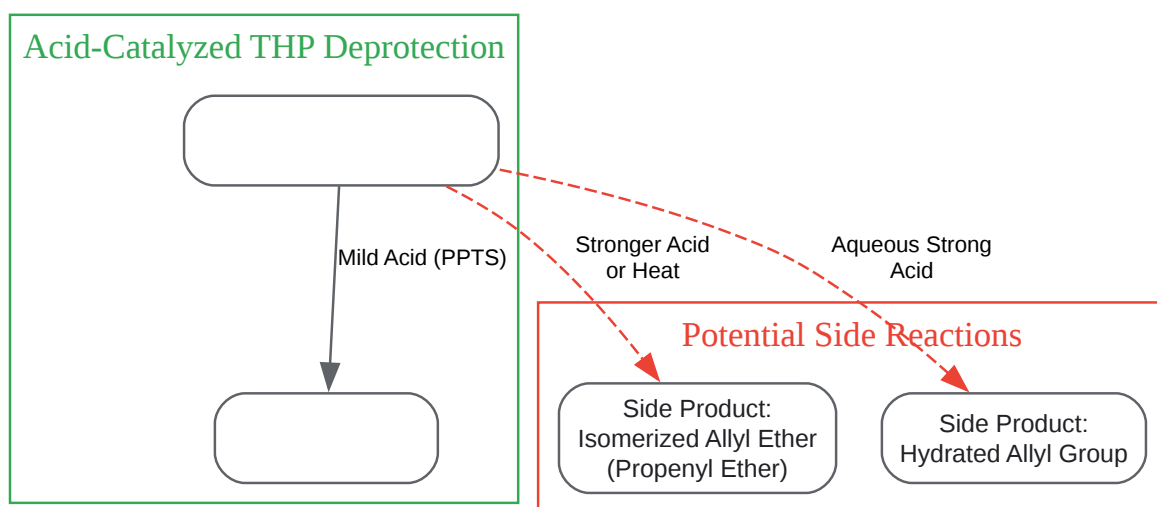 Acid-Catalyzed THP Deprotection
Mild Acid (PPTS)
Stronger Acid
or Heat
Aqueous Strong
Acid
Potential Side Reactions
Side Product:
Isomerized Allyl Ether
(Propenyl Ether)
Side Product:
Hydrated Allyl Group